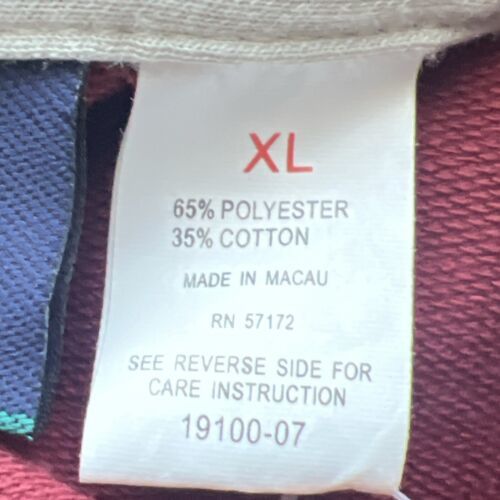 XL
65% POLYESTER
35% COTTON
MADE IN MACAU
RN 57172
SEE REVERSE SIDE FOR
CARE INSTRUCTION
19100-07